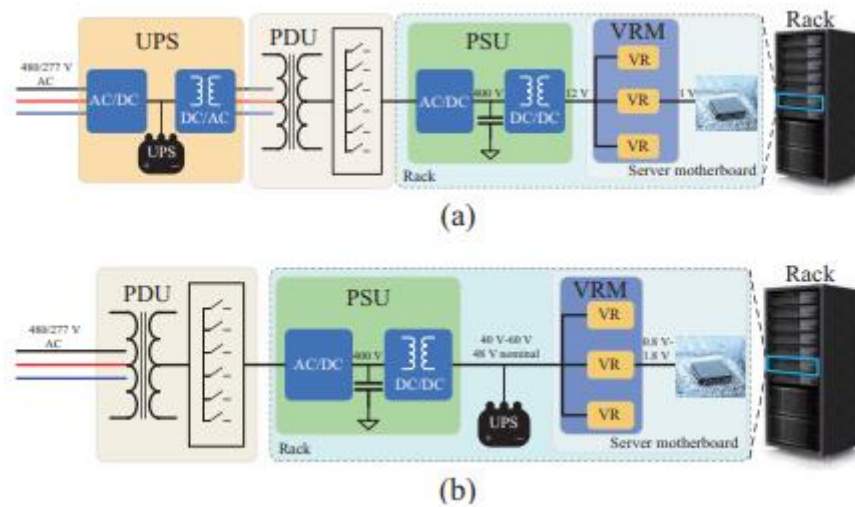 Rack
UPS
PDU
PSU
VRM
480/277 V
AC
AC/DC
DC/AC
UPS
AC/DC
400 V
DC/DC
12 V
VR
VR
VR
1 V
Rack
Server motherboard
(a)
Rack
PDU
PSU
VRM
480/277 V
AC
AC/DC
400 V
DC/DC
40 V-60 V
48 V nominal
UPS
VR
VR
VR
0.8 V-
1.8 V
Rack
Server motherboard
(b)